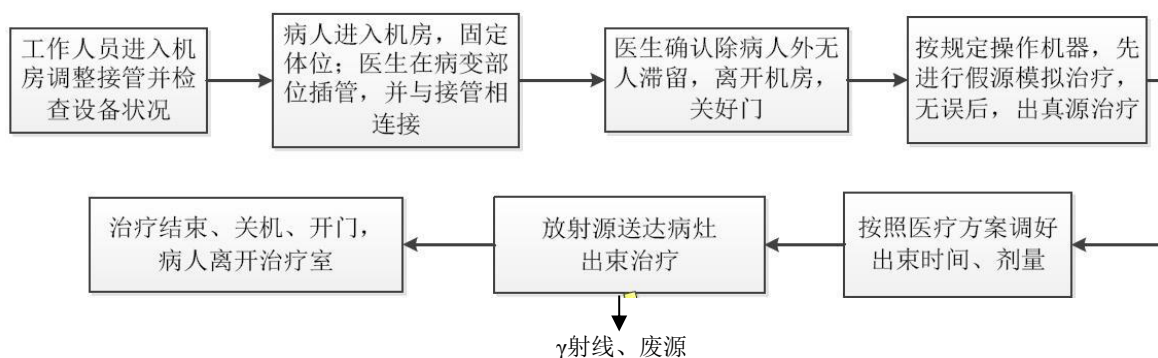 工作人员进入机
房调整接管并检
查设备状况
病人进入机房，固定
体位；医生在病变部
位插管，并与接管相
连接
医生确认除病人外无
人滞留，离开机房，
关好门
按规定操作机器，先
进行假源模拟治疗，
无误后，出真源治疗
按照医疗方案调好
出束时间、剂量
放射源送达病灶
出束治疗
治疗结束、关机、开门，
病人离开治疗室
γ射线、废源